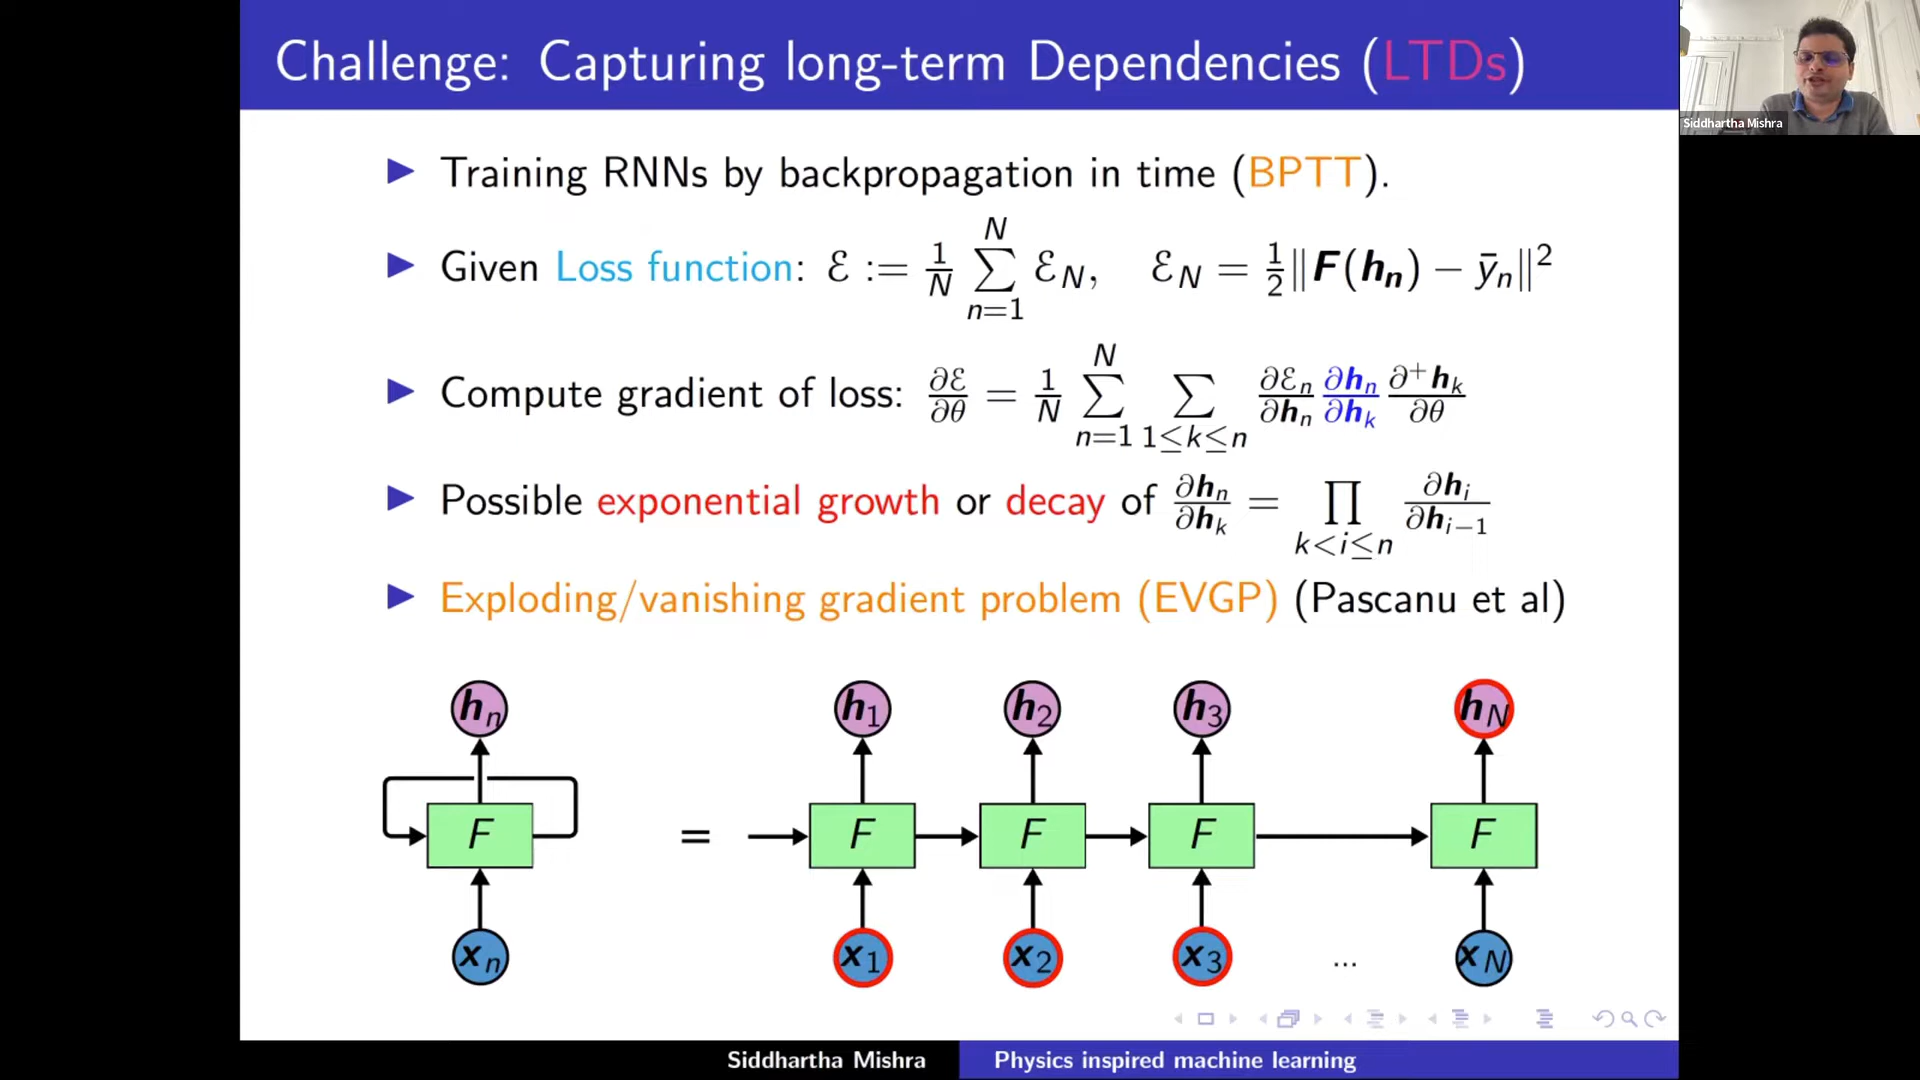 Challenge: Capturing long-term Dependencies (LTDs)
Siddhartha Mishra
▶ Training RNNs by backpropagation in time (BPTT).
▶ Given Loss function: ℰ := 1/N ∑_{n=1}^{N} ℰ_N, ℰ_N = 1/2 ‖F(h_n) − ȳ_n‖²
▶ Compute gradient of loss: ∂ℰ/∂θ = 1/N ∑_{n=1}^{N} ∑_{1≤k≤n} ∂ℰ_n/∂h_n ∂h_n/∂h_k ∂⁺h_k/∂θ
▶ Possible exponential growth or decay of ∂h_n/∂h_k = ∏_{k<i≤n} ∂h_i/∂h_{i−1}
▶ Exploding/vanishing gradient problem (EVGP) (Pascanu et al)
h_n h_1 h_2 h_3 h_N
F = F F F F
x_n x_1 x_2 x_3 ... x_N
Siddhartha Mishra Physics inspired machine learning